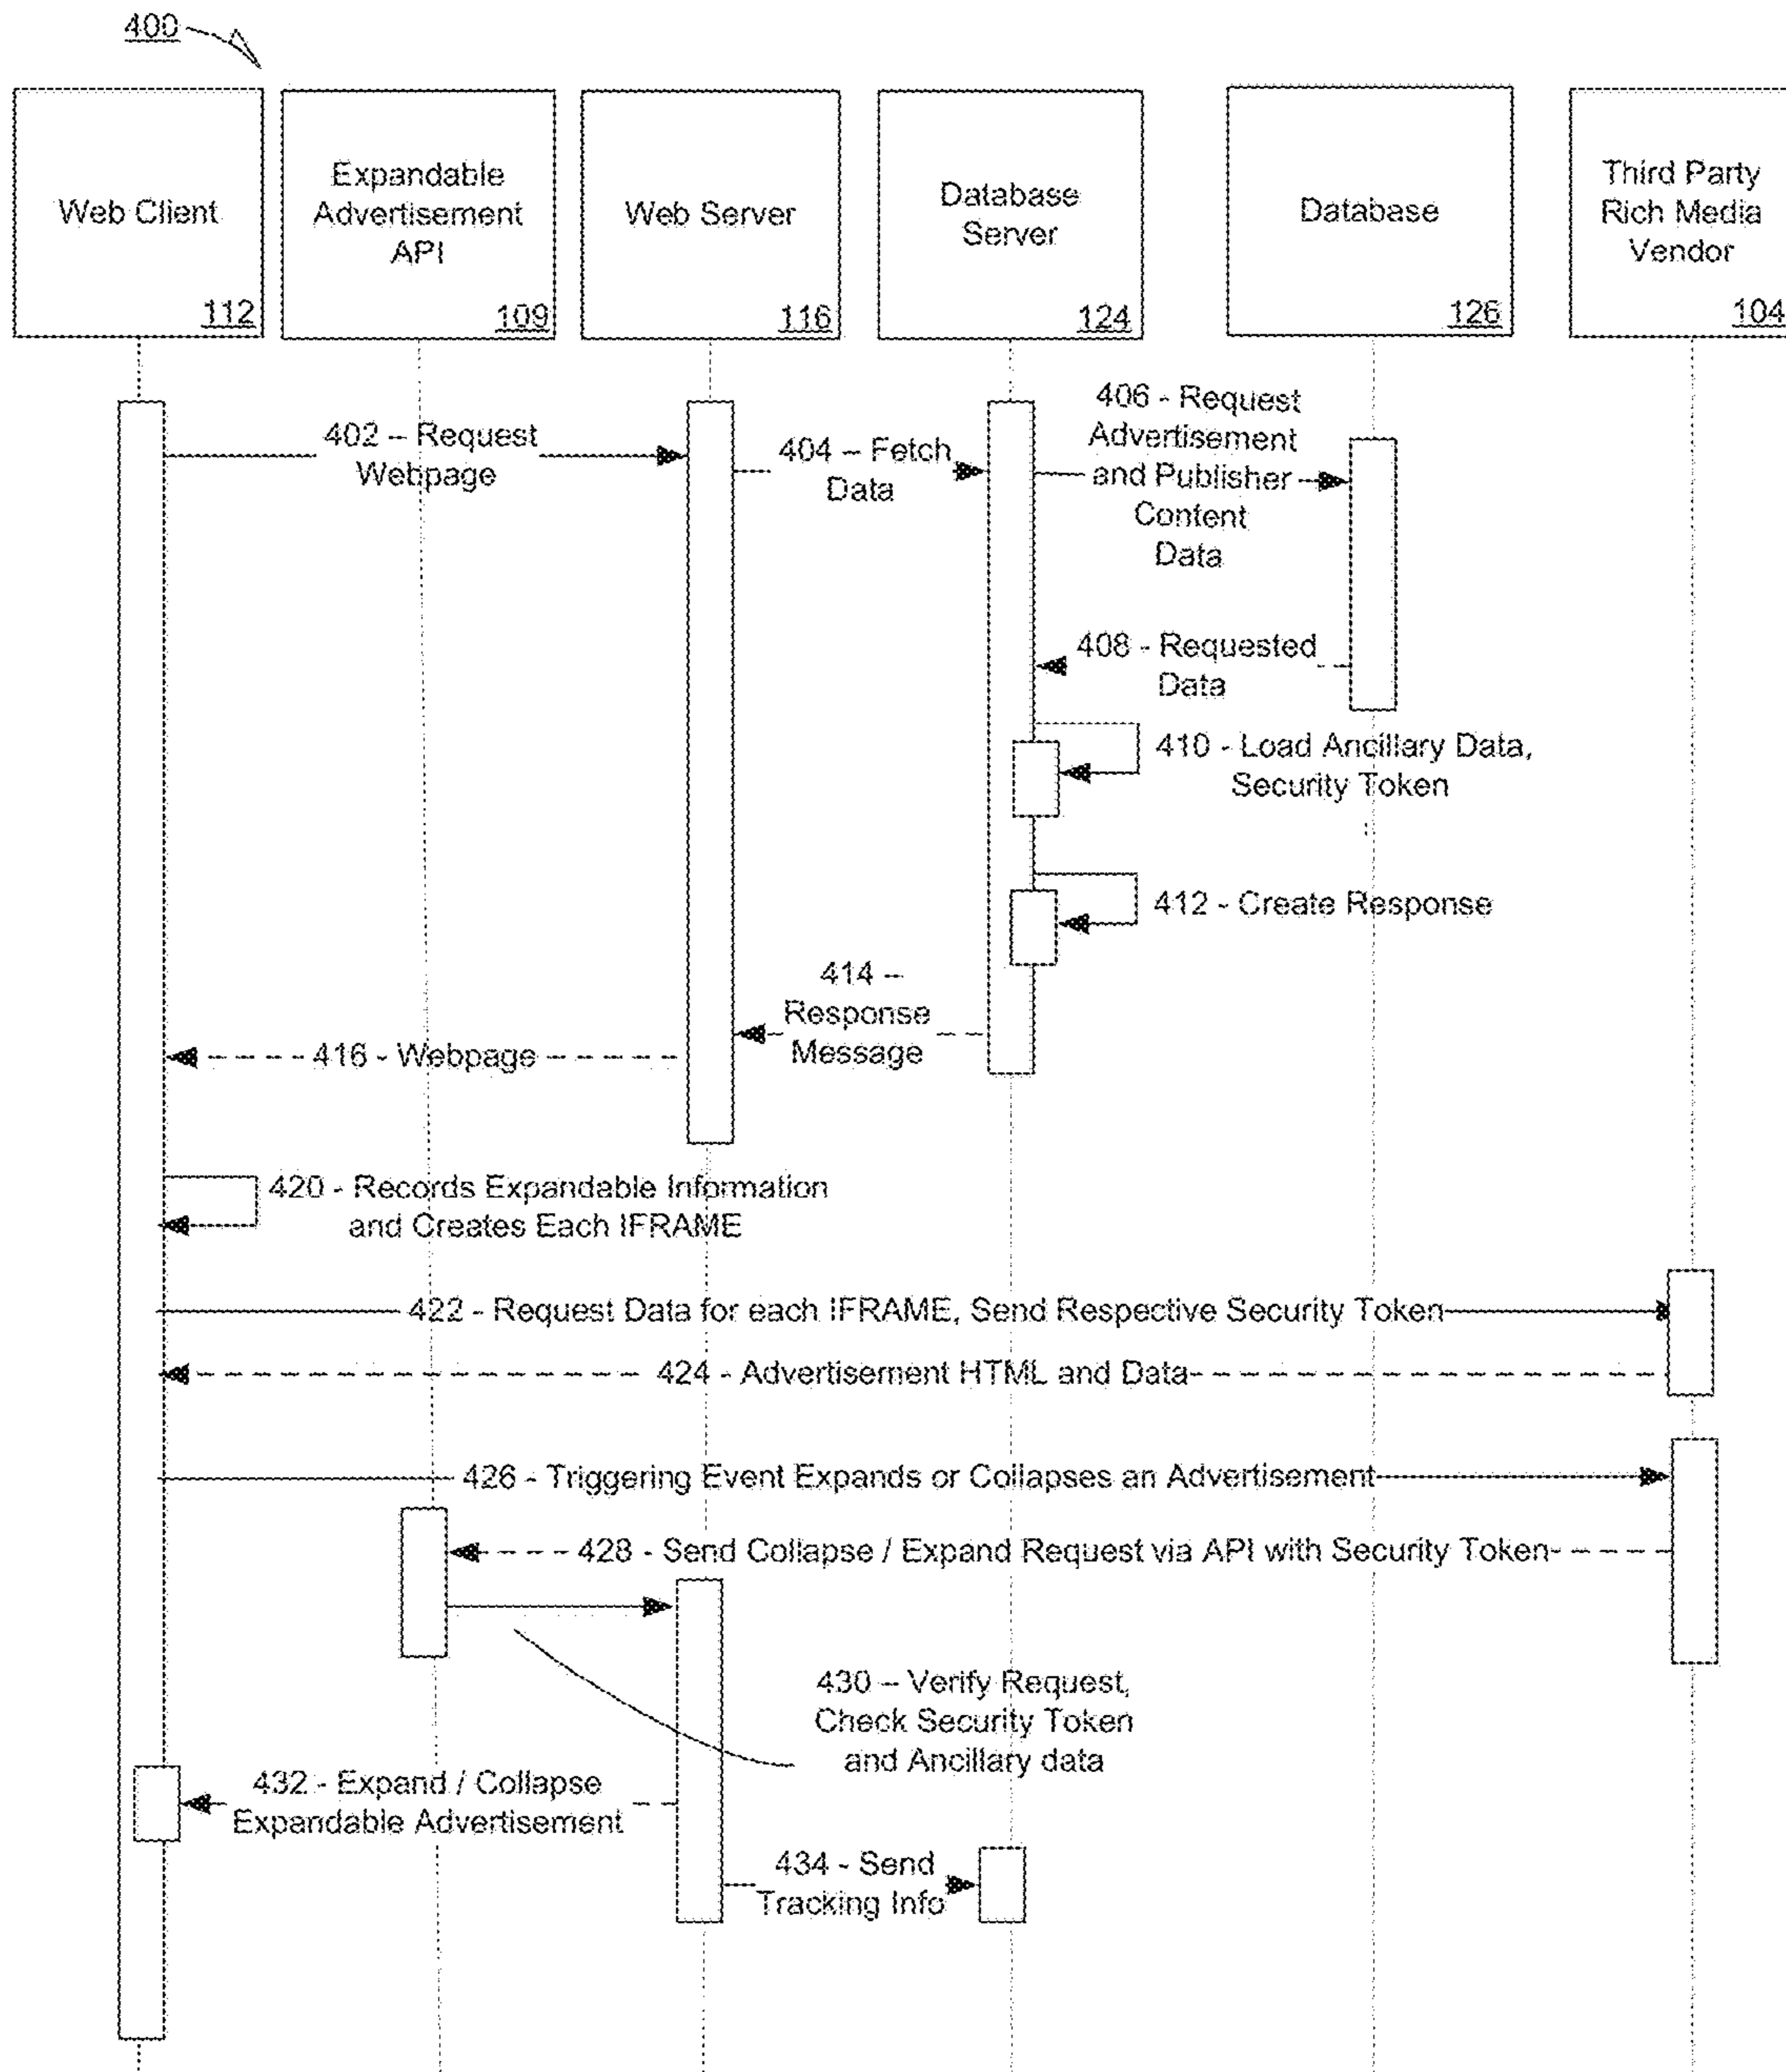 400
Web Client
112
Expandable
Advertisement
API
109
Web Server
116
Database
Server
124
Database
126
Third Party
Rich Media
Vendor
104
402 – Request
Webpage
404 – Fetch
Data
406 - Request
Advertisement
and Publisher
Content
Data
408 - Requested
Data
410 - Load Ancillary Data,
Security Token
412 - Create Response
414 –
Response
Message
416 - Webpage
420 - Records Expandable Information
and Creates Each IFRAME
422 - Request Data for each IFRAME, Send Respective Security Token
424 - Advertisement HTML and Data
426 - Triggering Event Expands or Collapses an Advertisement
428 - Send Collapse / Expand Request via API with Security Token
430 – Verify Request,
Check Security Token
and Ancillary data
432 - Expand / Collapse
Expandable Advertisement
434 - Send
Tracking Info